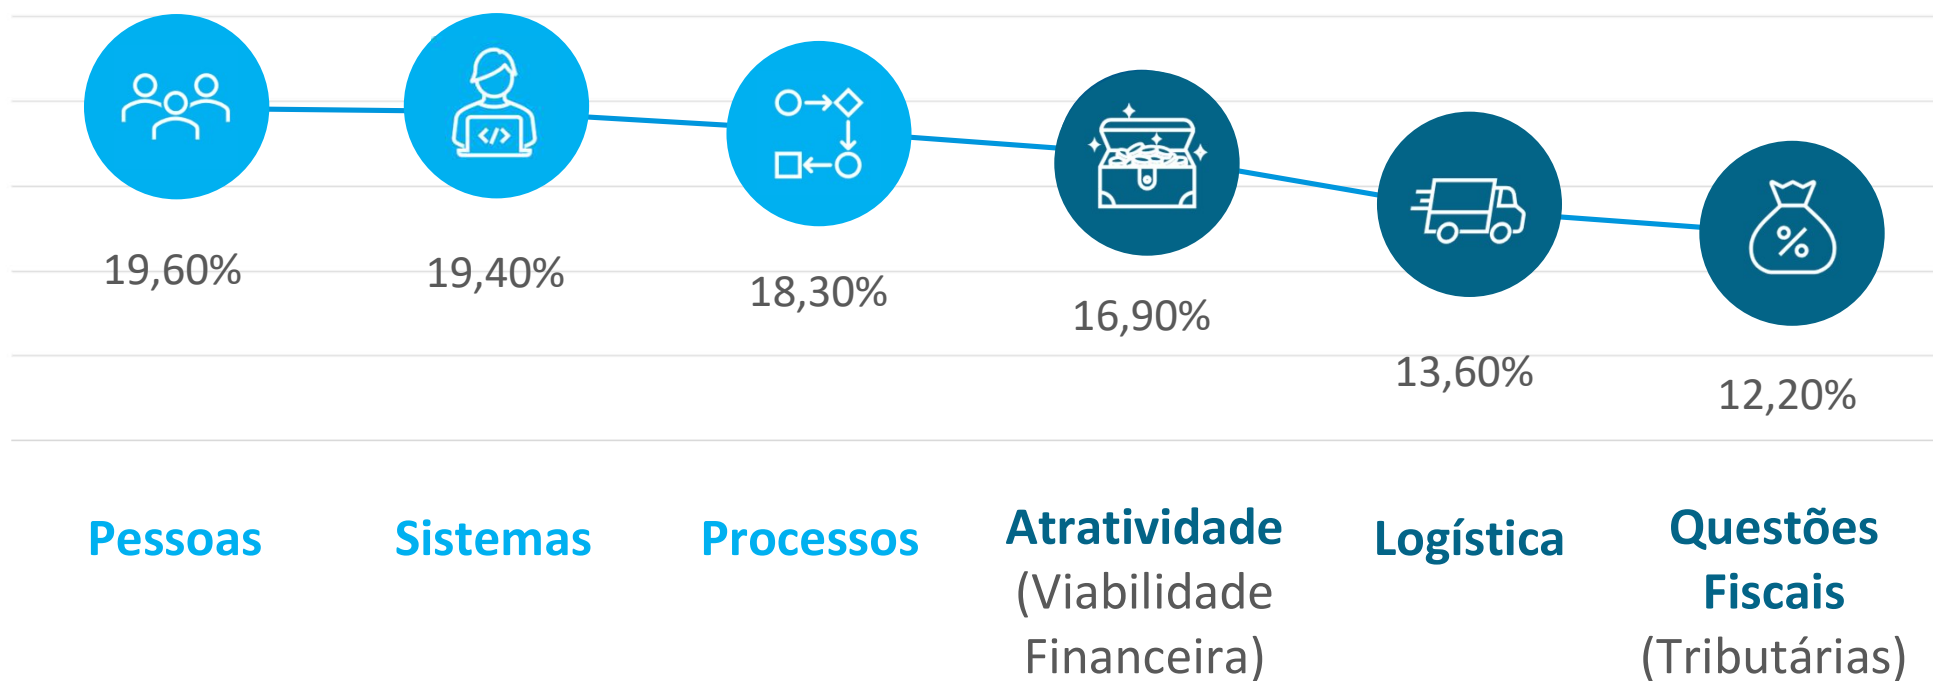 </>
%
19,60%
19,40%
18,30%
16,90%
13,60%
12,20%
Pessoas
Sistemas
Processos
Atratividade
(Viabilidade
Financeira)
Logística
Questões
Fiscais
(Tributárias)